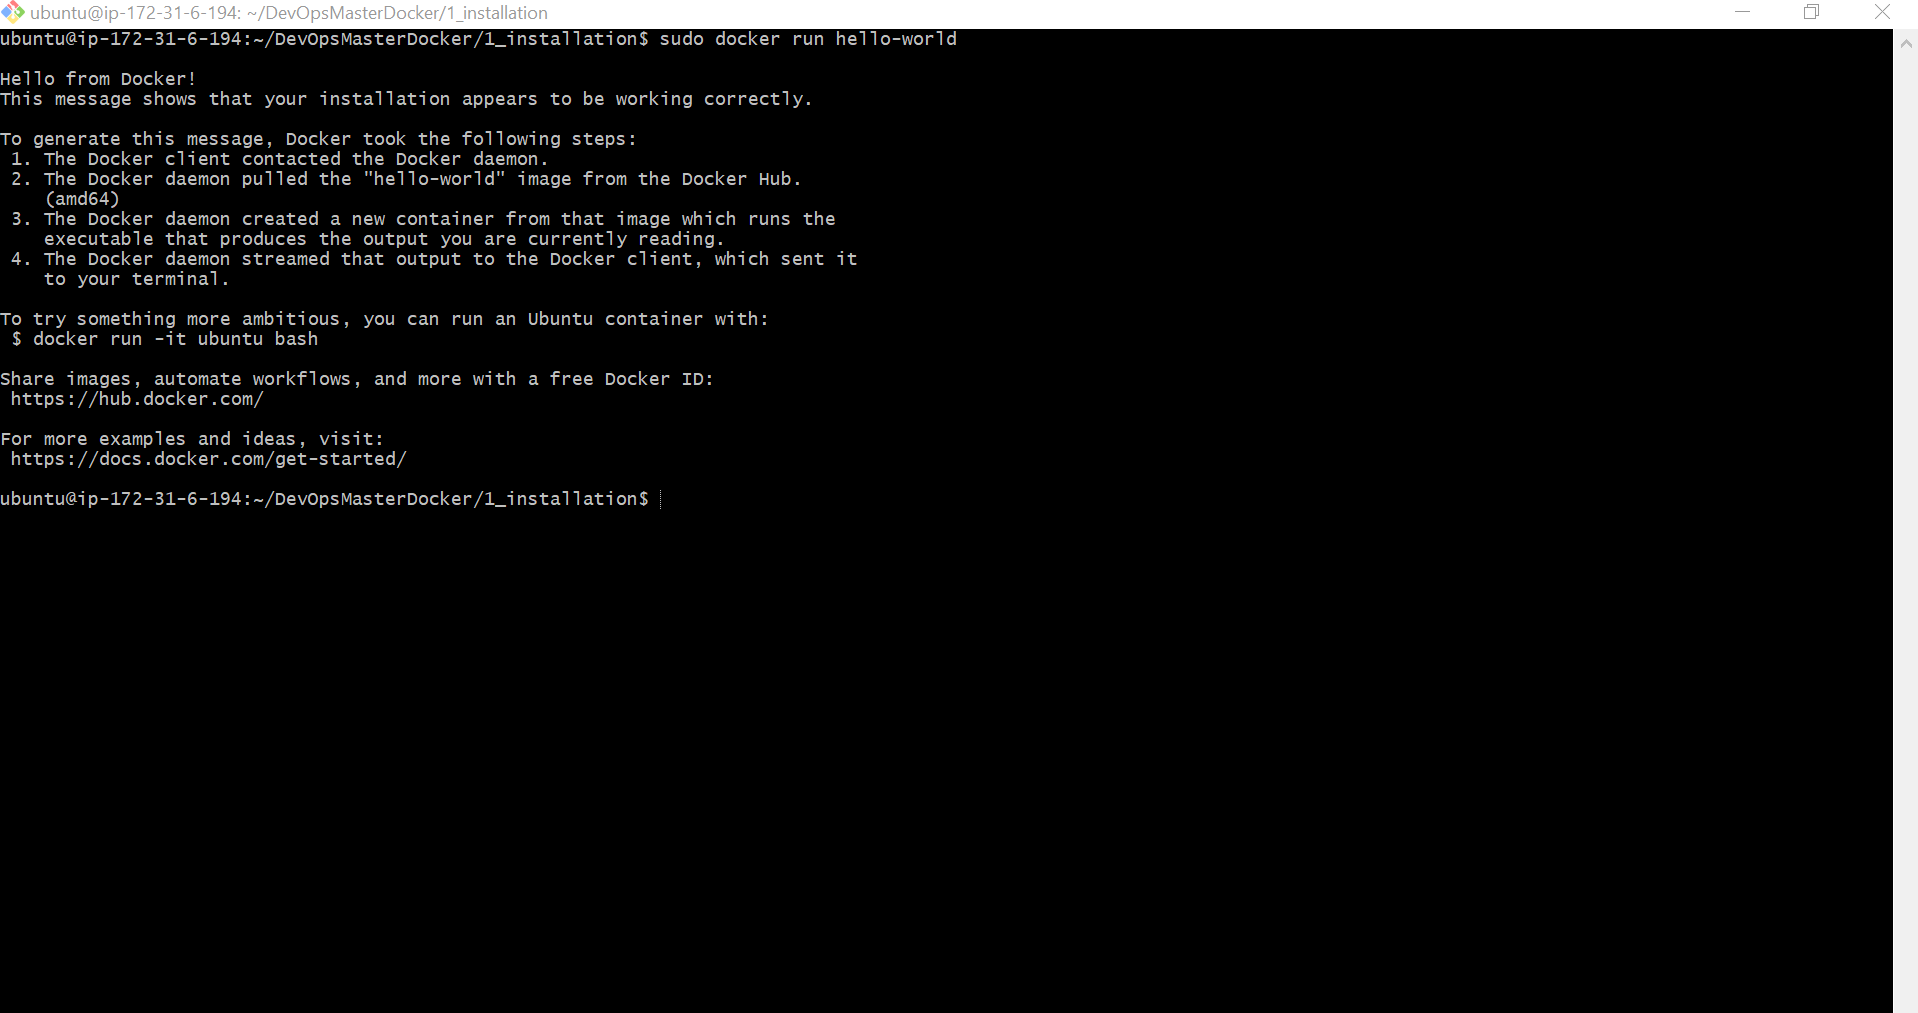 ubuntu@ip-172-31-6-194: ~/DevOpsMasterDocker/1_installation
ubuntu@ip-172-31-6-194:~/DevOpsMasterDocker/1_installation$ sudo docker run hello-world
Hello from Docker!
This message shows that your installation appears to be working correctly.
To generate this message, Docker took the following steps:
1. The Docker client contacted the Docker daemon.
2. The Docker daemon pulled the "hello-world" image from the Docker Hub.
(amd64)
3. The Docker daemon created a new container from that image which runs the
executable that produces the output you are currently reading.
4. The Docker daemon streamed that output to the Docker client, which sent it
to your terminal.
To try something more ambitious, you can run an Ubuntu container with:
$ docker run -it ubuntu bash
Share images, automate workflows, and more with a free Docker ID:
https://hub.docker.com/
For more examples and ideas, visit:
https://docs.docker.com/get-started/
ubuntu@ip-172-31-6-194:~/DevOpsMasterDocker/1_installation$